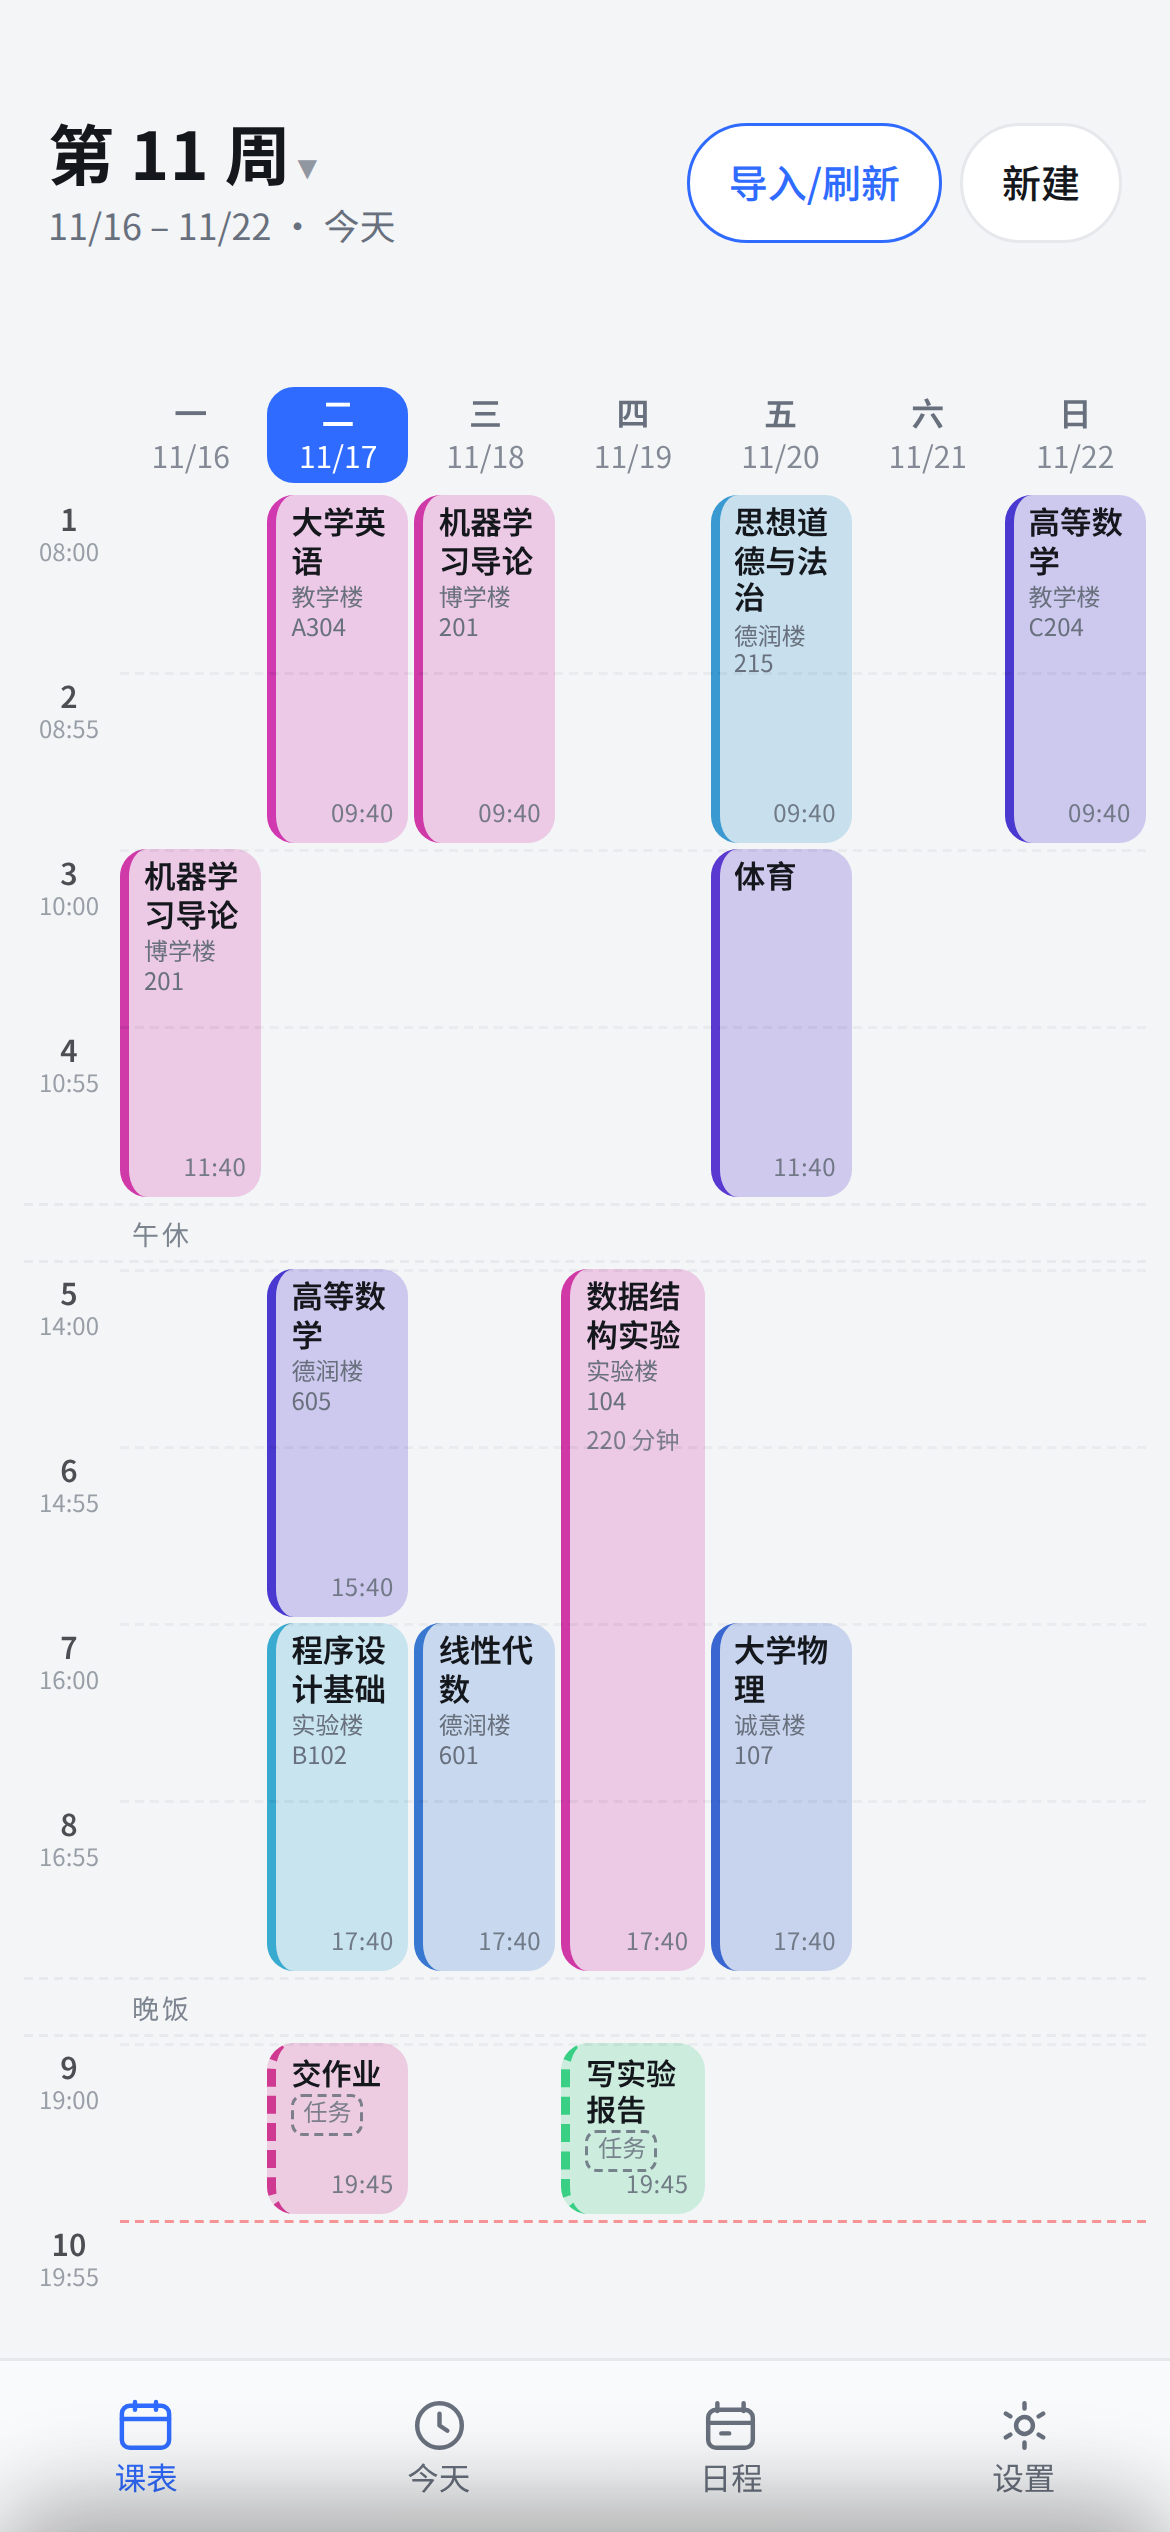 第 11 周▾
11/16 – 11/22 · 今天
导入/刷新
新建
一
11/16
二
11/17
三
11/18
四
11/19
五
11/20
六
11/21
日
11/22
1
08:00
大学英
语
教学楼
A304
09:40
机器学
习导论
博学楼
201
09:40
思想道
德与法
治
德润楼
215
09:40
高等数
学
教学楼
C204
09:40
2
08:55
3
10:00
机器学
习导论
博学楼
201
11:40
体育
11:40
4
10:55
午休
5
14:00
高等数
学
德润楼
605
15:40
数据结
构实验
实验楼
104
220 分钟
17:40
6
14:55
7
16:00
程序设
计基础
实验楼
B102
17:40
线性代
数
德润楼
601
17:40
大学物
理
诚意楼
107
17:40
8
16:55
晚饭
9
19:00
交作业
任务
19:45
写实验
报告
任务
19:45
10
19:55
课表
今天
日程
设置